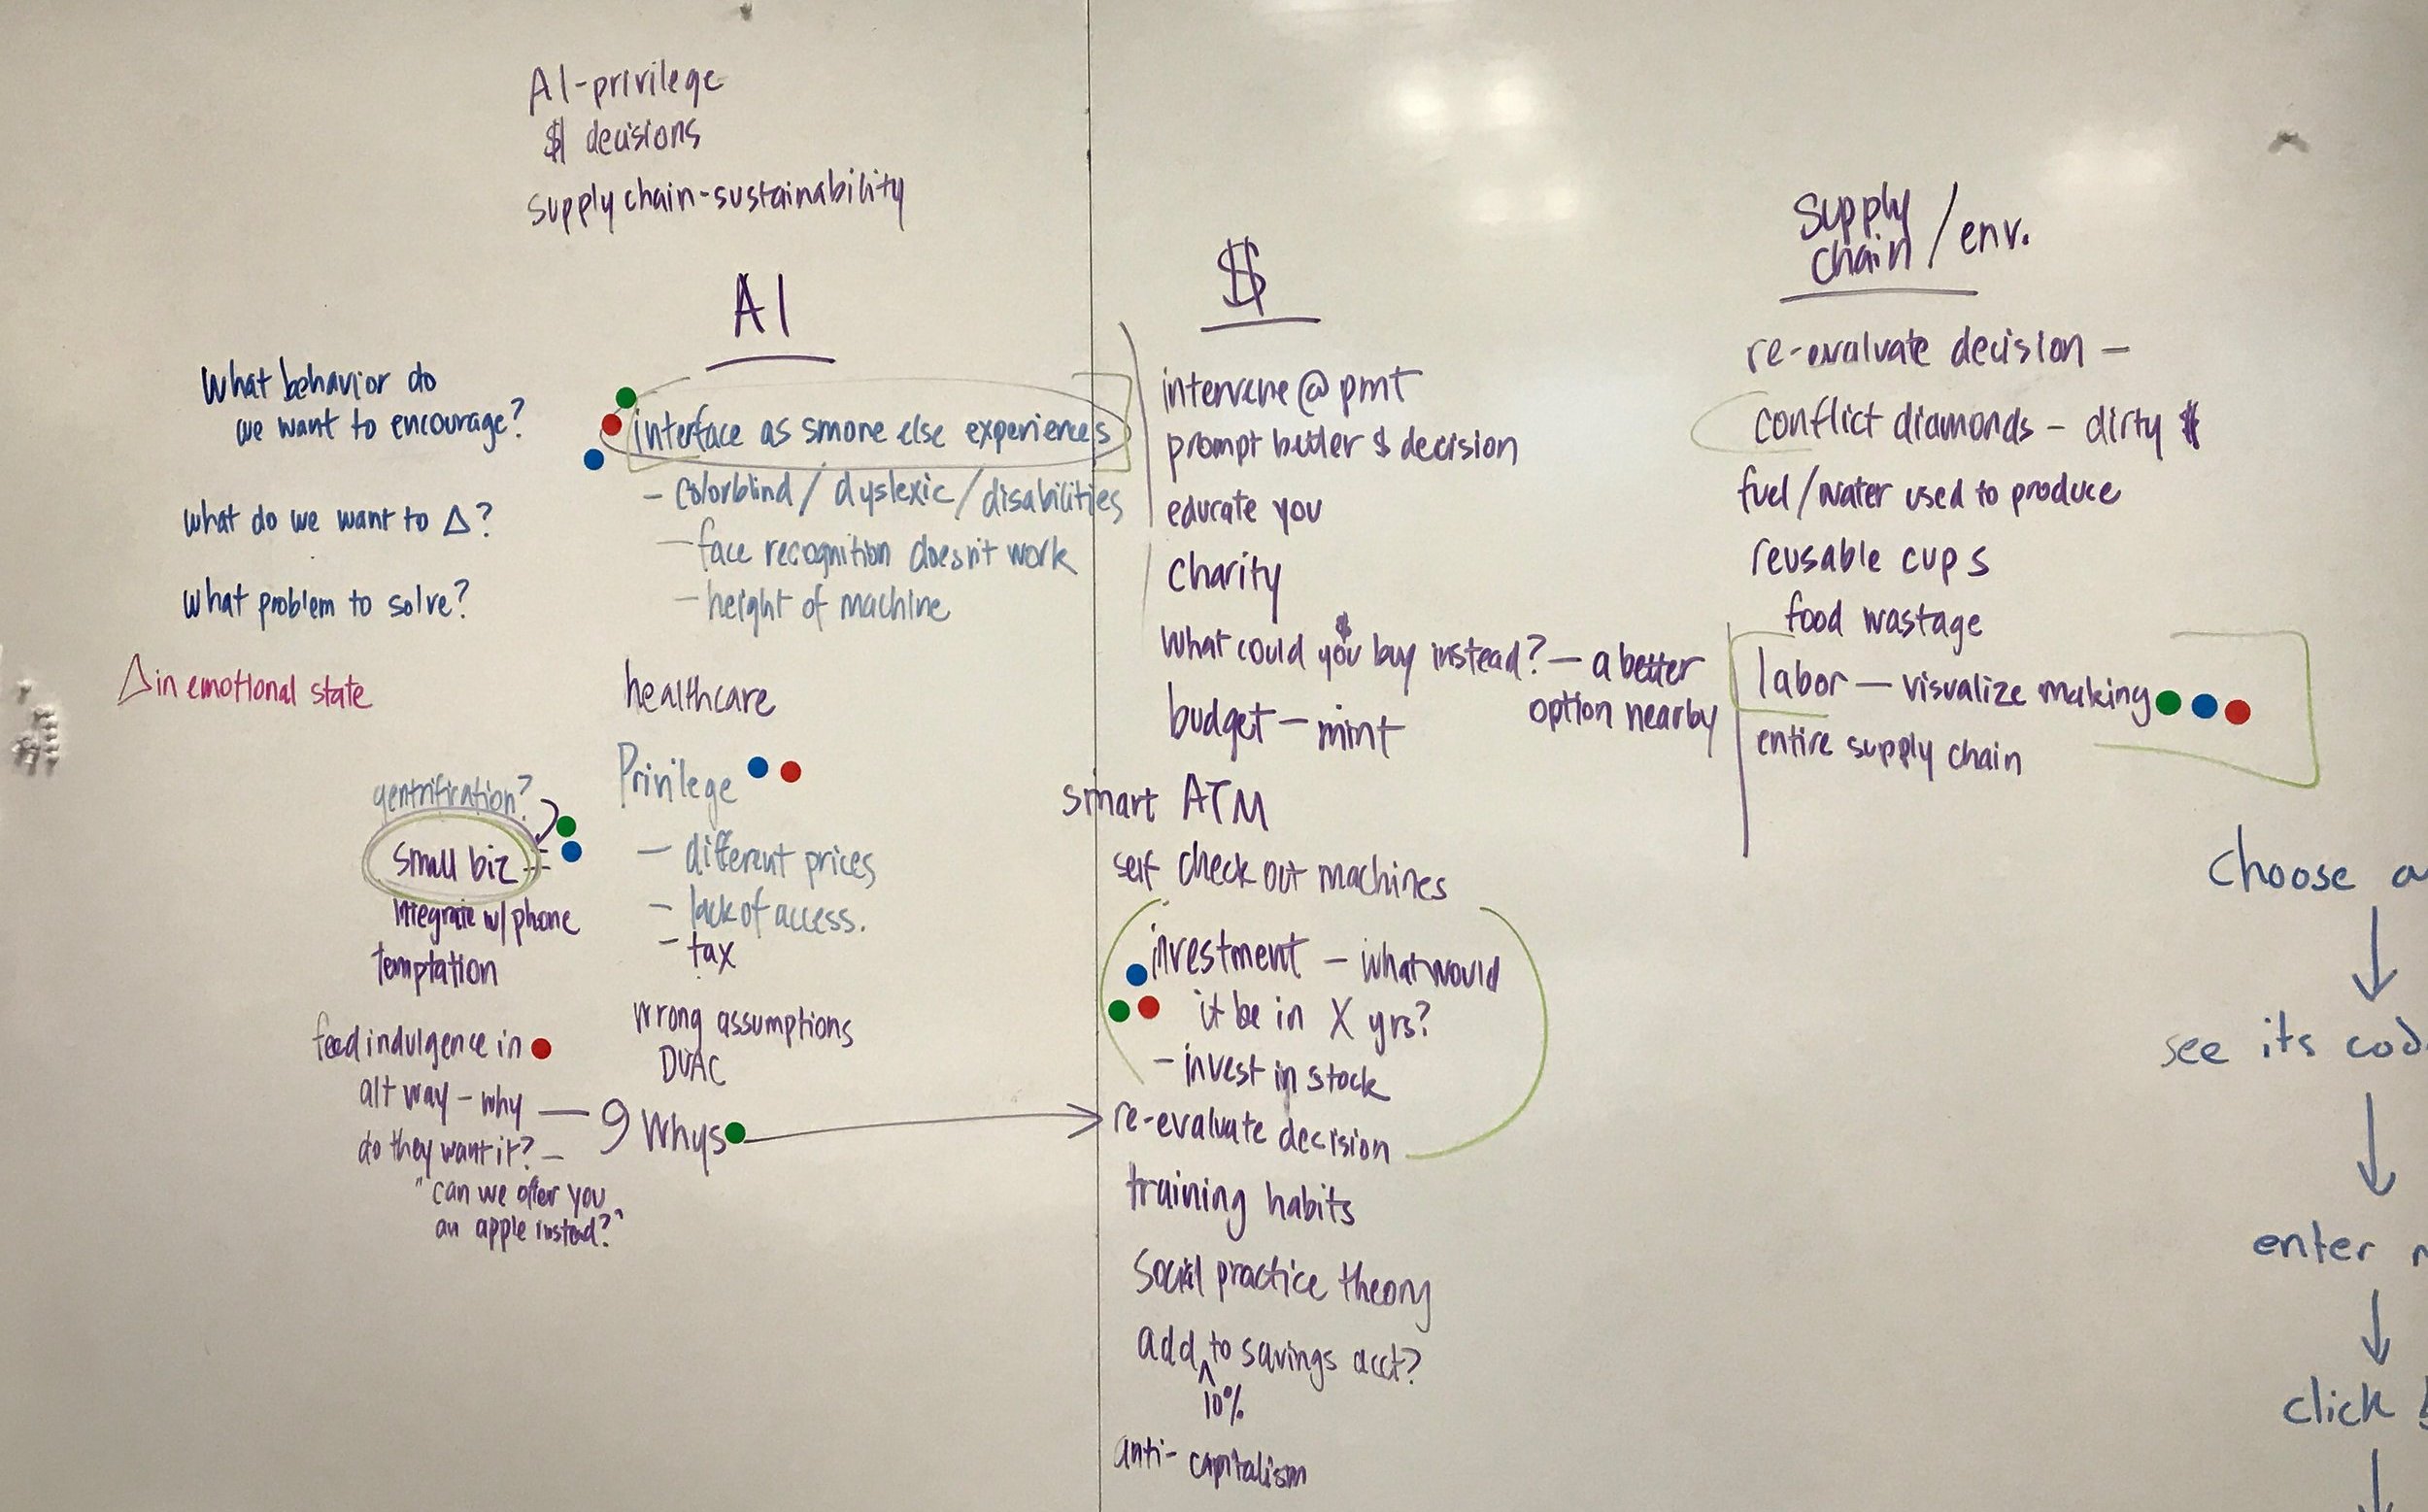 AI-privilege
$ decisions
supply chain-sustainability
AI
What behavior do
we want to encourage?
what do we want to Δ?
what problem to solve?
Δ in emotional state
interface as smone else experiences
- colorblind / dyslexic / disabilities
- face recognition doesn't work
- height of machine
healthcare
Privilege
- different prices
- lack of access.
- tax
wrong assumptions
DVAC
9 Whys
gentrification?
small biz
integrate w/ phone
temptation
feed indulgence in
alt way - why
do they want it? -
"can we offer you
an apple instead?"
$
intervene @ pmt
prompt better $ decision
educate you
charity
$
what could you buy instead? - a better
option nearby
budget - mint
smart ATM
self check out machines
investment - what would
it be in X yrs?
- invest in stock
re-evaluate decision
training habits
social practice theory
add ^ to savings acct?
10%
anti- capitalism
supply
chain / env.
re-evaluate decision -
conflict diamonds - dirty $
fuel / water used to produce
reusable cups
food wastage
labor - visualize making
entire supply chain
choose
see its
enter
click